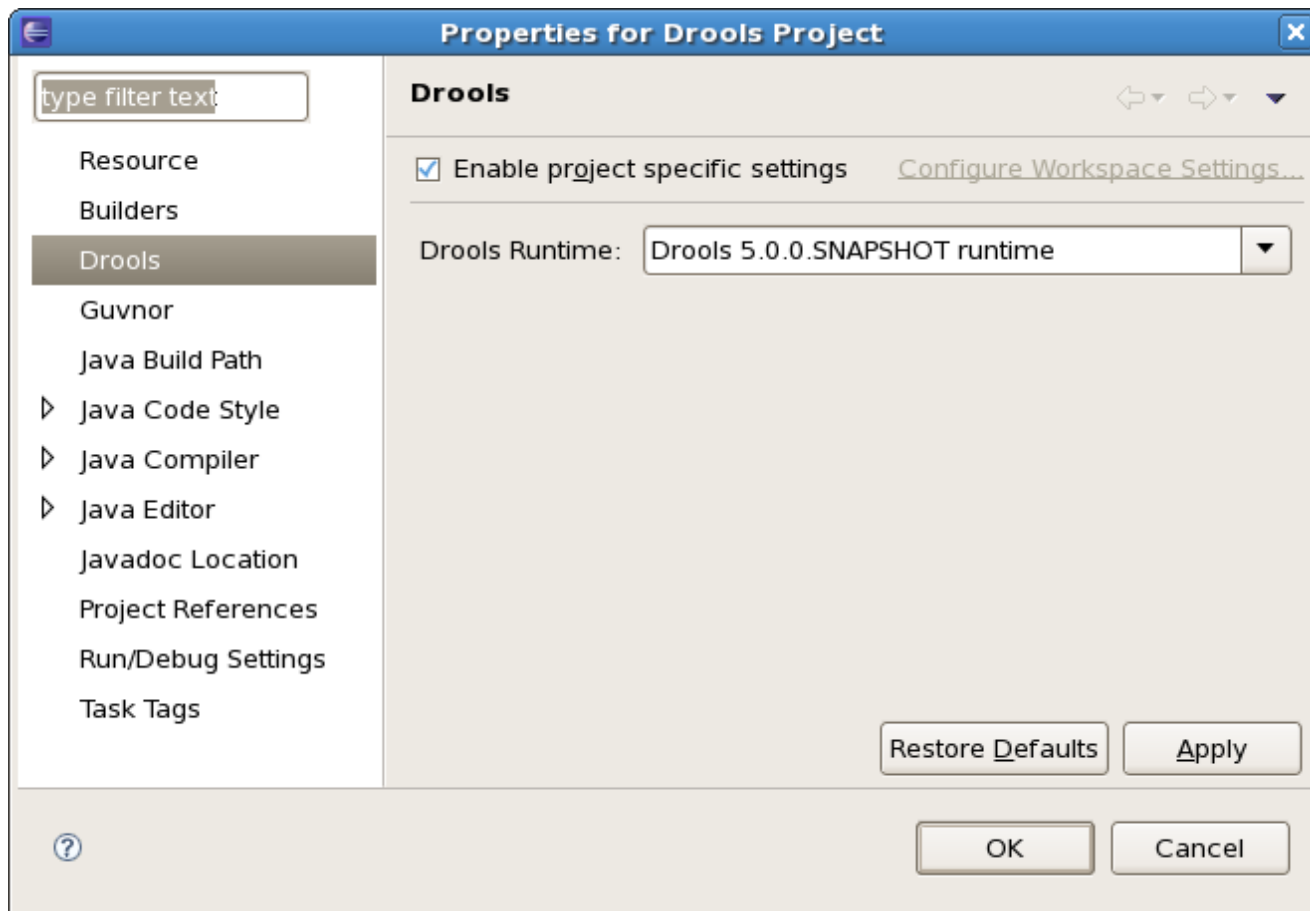 Properties for Drools Project
type filter text
Resource
Builders
Drools
Guvnor
Java Build Path
Java Code Style
Java Compiler
Java Editor
Javadoc Location
Project References
Run/Debug Settings
Task Tags
Drools
Enable project specific settings
Configure Workspace Settings...
Drools Runtime:
Drools 5.0.0.SNAPSHOT runtime
Restore Defaults
Apply
OK
Cancel